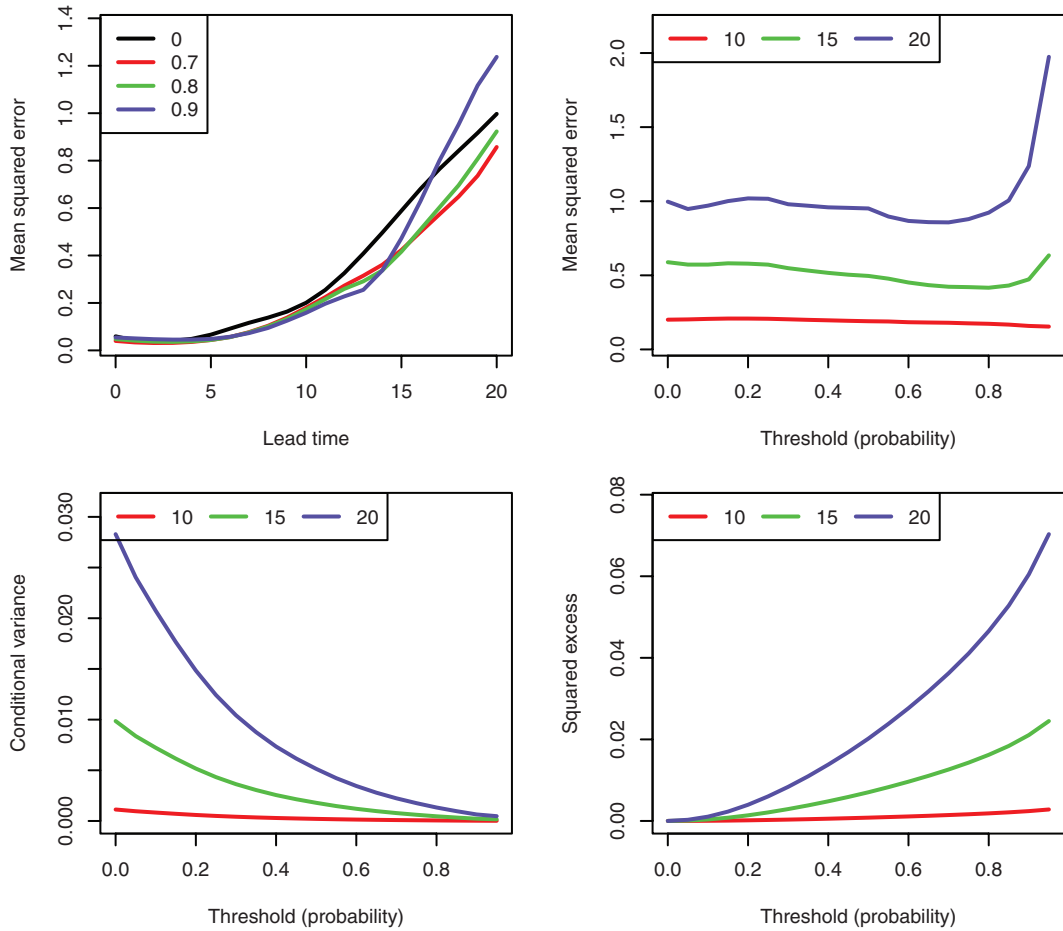 0
0.7
0.8
0.9
Mean squared error
0.0 0.2 0.4 0.6 0.8 1.0 1.2 1.4
0 5 10 15 20
Lead time
10 15 20
Mean squared error
0.0 0.5 1.0 1.5 2.0
0.0 0.2 0.4 0.6 0.8
Threshold (probability)
10 15 20
Conditional variance
0.000 0.010 0.020 0.030
0.0 0.2 0.4 0.6 0.8
Threshold (probability)
10 15 20
Squared excess
0.00 0.02 0.04 0.06 0.08
0.0 0.2 0.4 0.6 0.8
Threshold (probability)